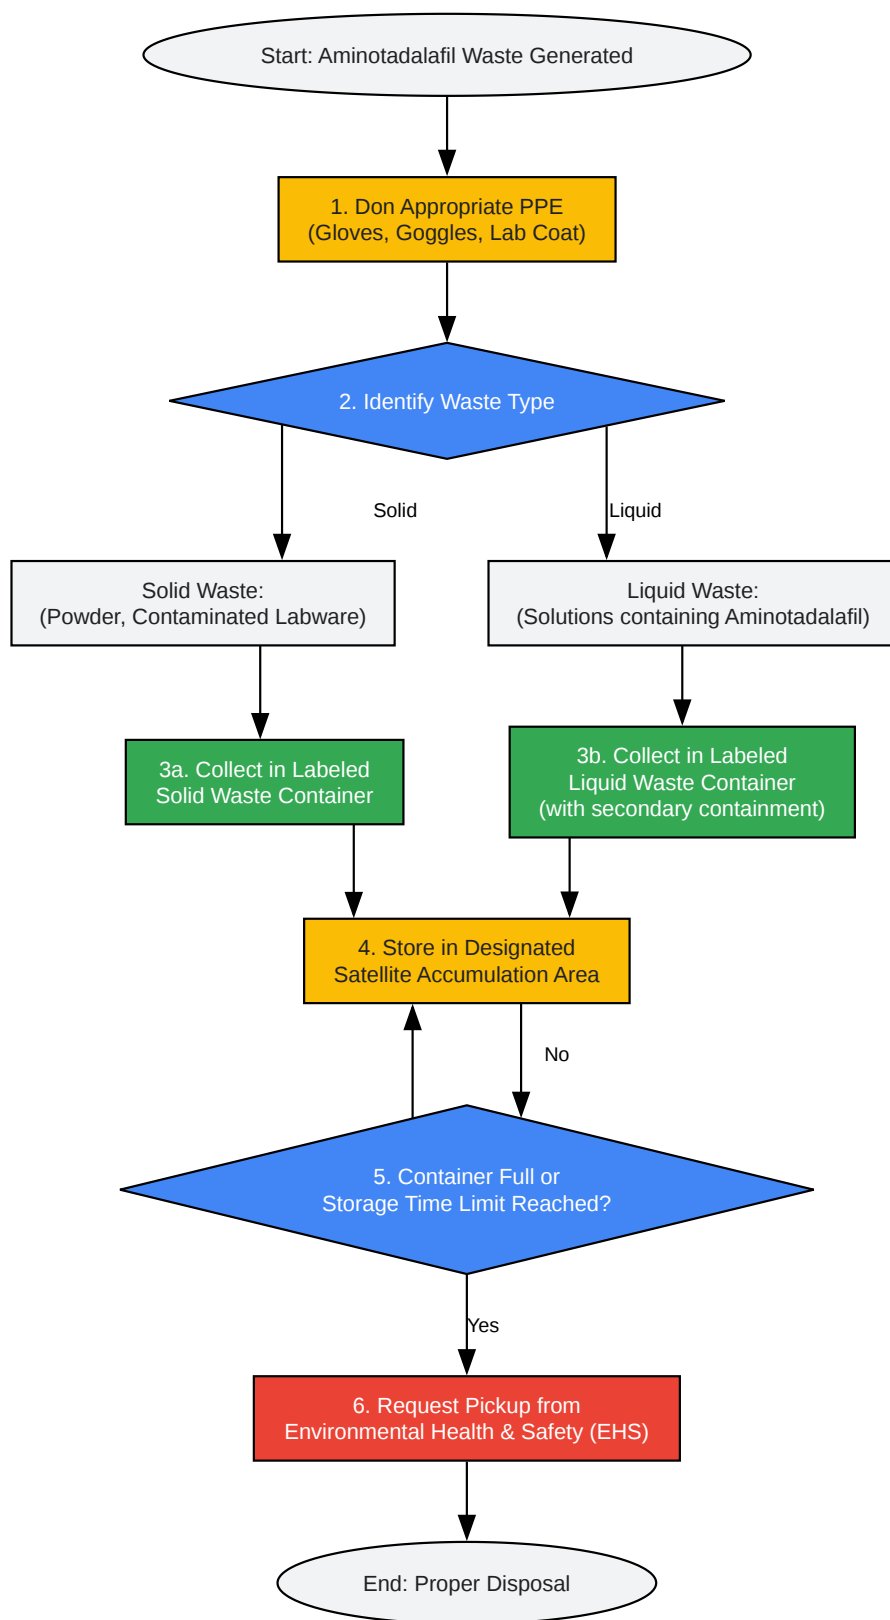 Start: Aminotadalafil Waste Generated
1. Don Appropriate PPE
(Gloves, Goggles, Lab Coat)
2. Identify Waste Type
Solid
Liquid
Solid Waste:
(Powder, Contaminated Labware)
Liquid Waste:
(Solutions containing Aminotadalafil)
3a. Collect in Labeled
Solid Waste Container
3b. Collect in Labeled
Liquid Waste Container
(with secondary containment)
4. Store in Designated
Satellite Accumulation Area
No
5. Container Full or
Storage Time Limit Reached?
Yes
6. Request Pickup from
Environmental Health & Safety (EHS)
End: Proper Disposal